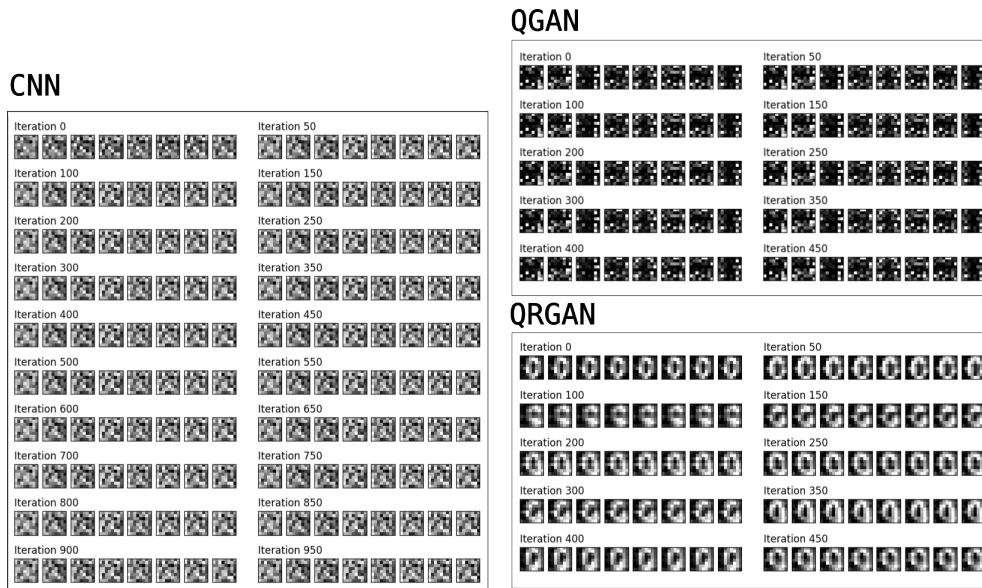 CNN
Iteration 0 Iteration 50
Iteration 100 Iteration 150
Iteration 200 Iteration 250
Iteration 300 Iteration 350
Iteration 400 Iteration 450
Iteration 500 Iteration 550
Iteration 600 Iteration 650
Iteration 700 Iteration 750
Iteration 800 Iteration 850
Iteration 900 Iteration 950
QGAN
Iteration 0 Iteration 50
Iteration 100 Iteration 150
Iteration 200 Iteration 250
Iteration 300 Iteration 350
Iteration 400 Iteration 450
QRGAN
Iteration 0 Iteration 50
Iteration 100 Iteration 150
Iteration 200 Iteration 250
Iteration 300 Iteration 350
Iteration 400 Iteration 450